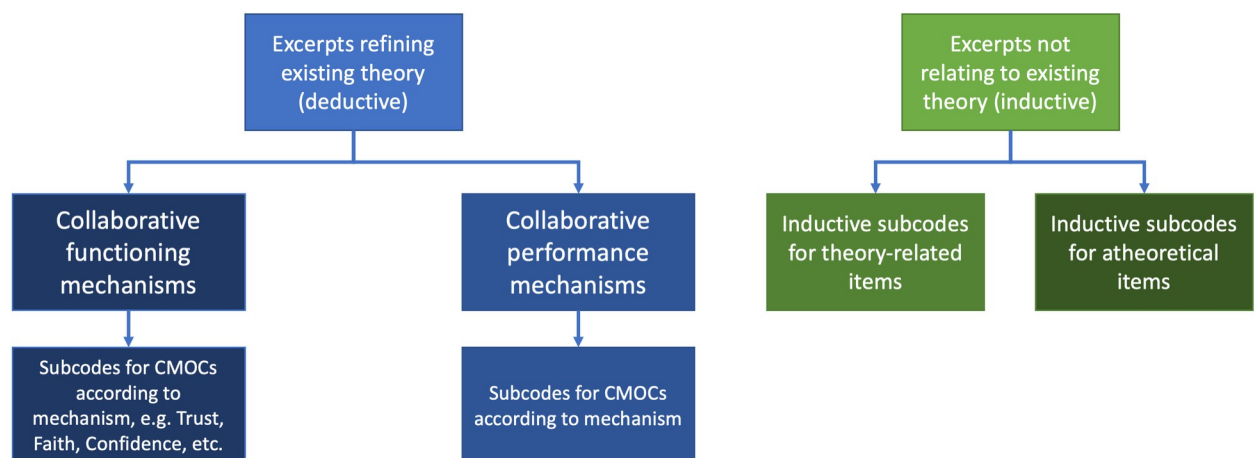 Excerpts refining
existing theory
(deductive)
Excerpts not
relating to existing
theory (inductive)
Collaborative
functioning
mechanisms
Collaborative
performance
mechanisms
Inductive subcodes
for theory-related
items
Inductive subcodes
for atheoretical
items
Subcodes for CMOCs
according to
mechanism, e.g. Trust,
Faith, Confidence, etc.
Subcodes for CMOCs
according to mechanism